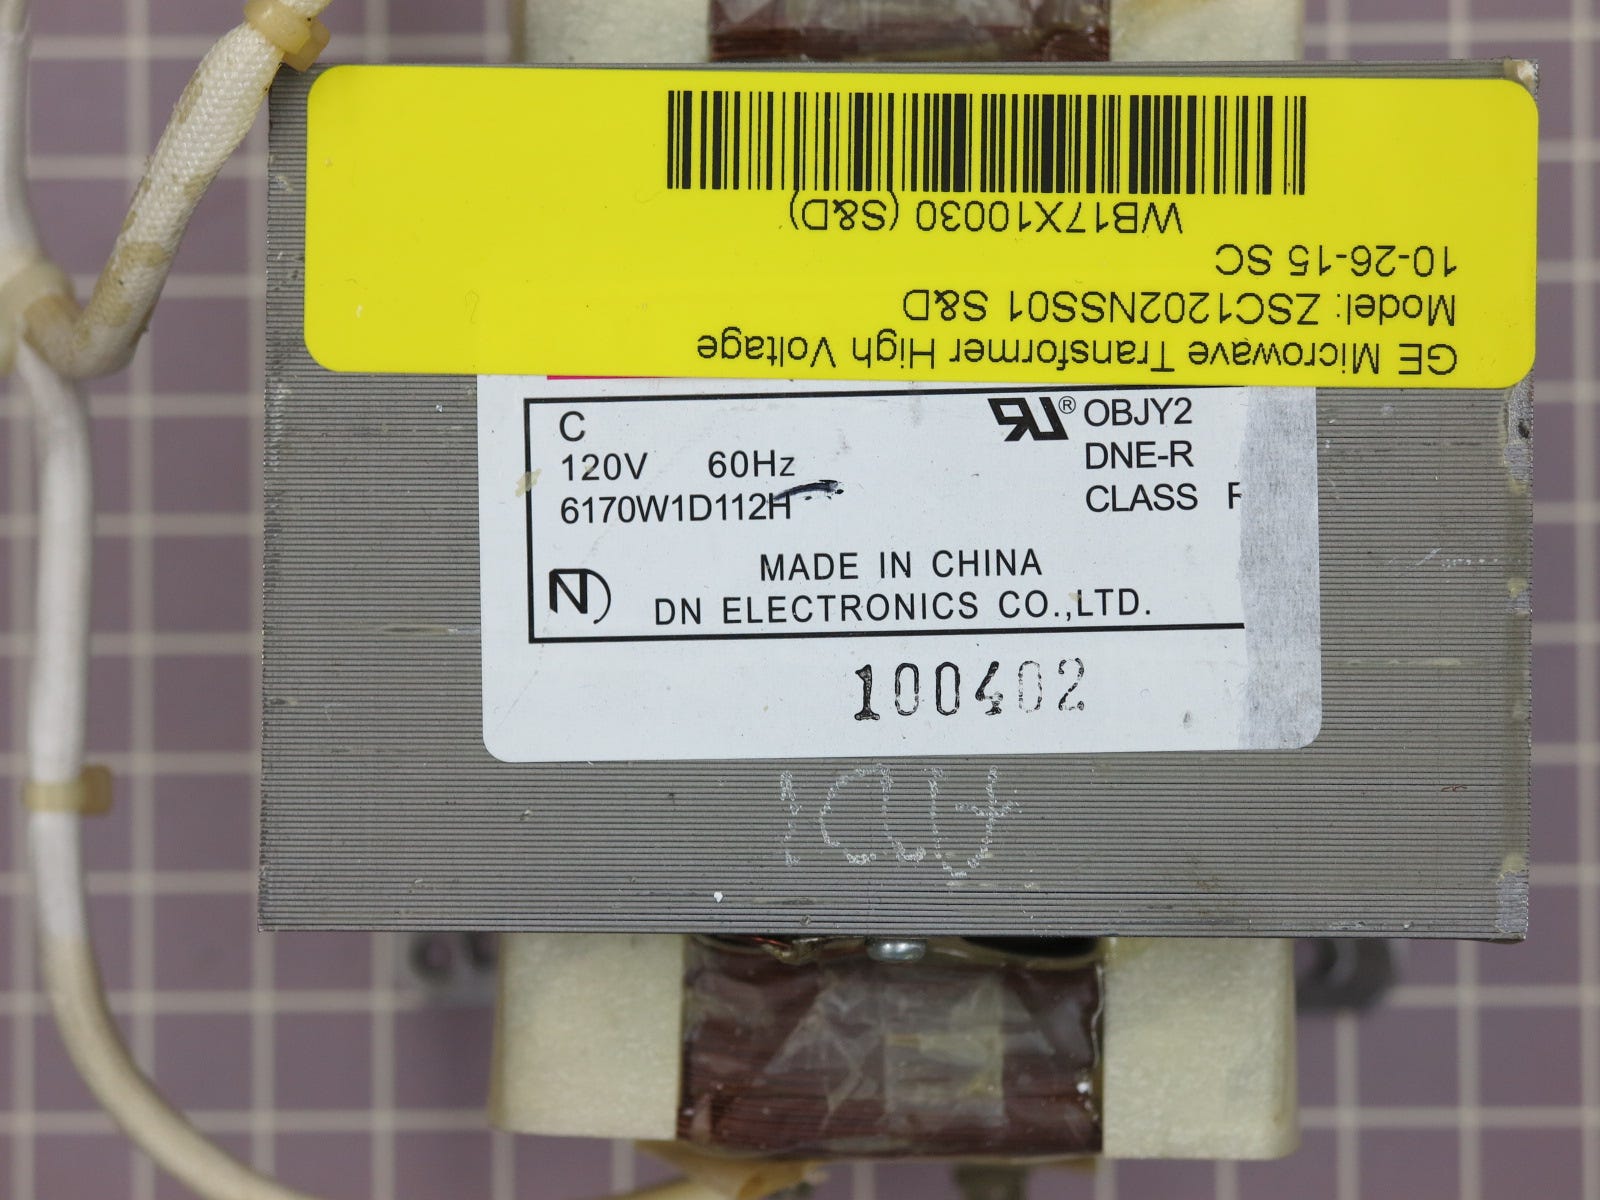 GE Microwave Transformer High Voltage
Model: ZSC1202NSS01 S&D
10-26-15 SC
WB17X10030 (S&D)
C
120V 60Hz
6170W1D112H
OBJY2
DNE-R
CLASS
MADE IN CHINA
DN ELECTRONICS CO.,LTD.
100402